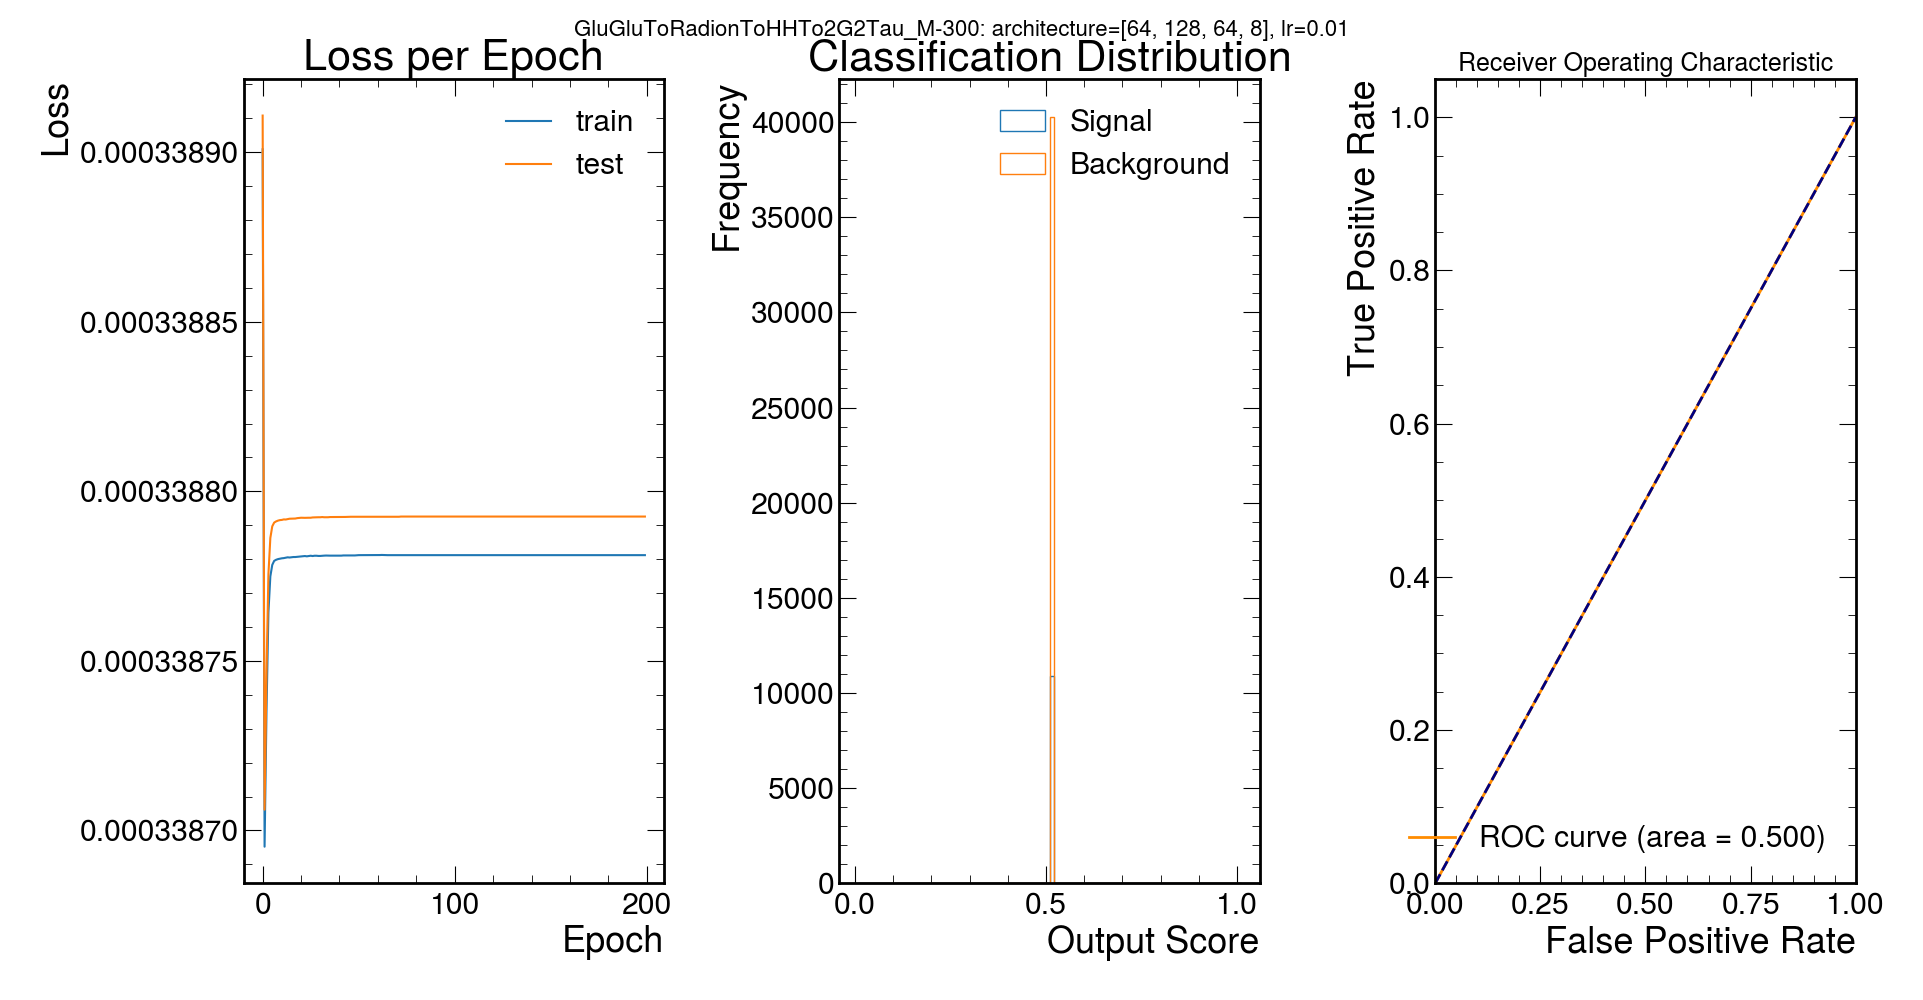 GluGluToRadionToHHTo2G2Tau_M-300: architecture=[64, 128, 64, 8], lr=0.01
Loss per Epoch
Loss
0.00033890
0.00033885
0.00033880
0.00033875
0.00033870
train
test
0 100 200
Epoch
Classification Distribution
Frequency
40000
35000
30000
25000
20000
15000
10000
5000
0
Signal
Background
0.0 0.5 1.0
Output Score
Receiver Operating Characteristic
True Positive Rate
1.0
0.8
0.6
0.4
0.2
0.0
ROC curve (area = 0.500)
0.00 0.25 0.50 0.75 1.00
False Positive Rate